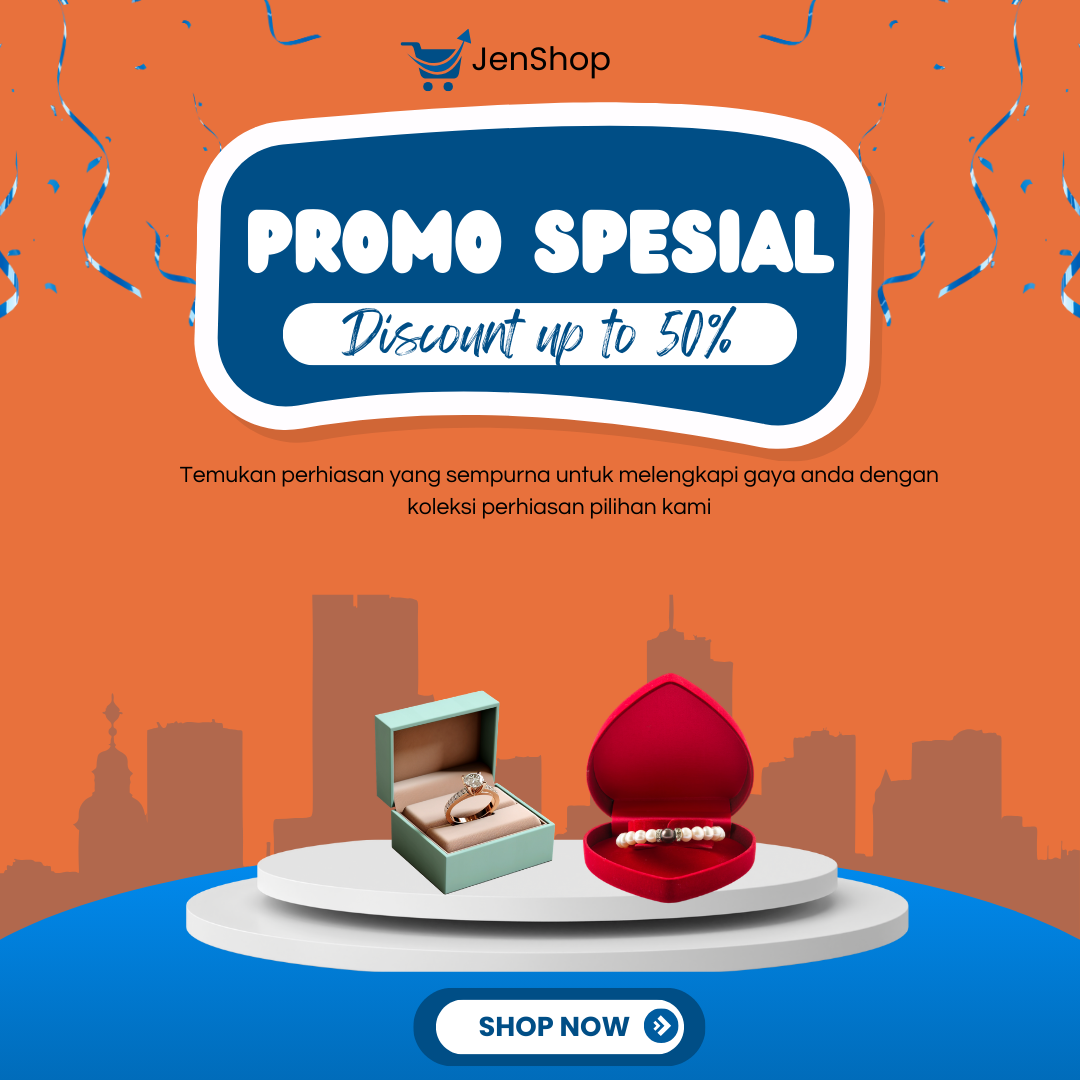 JenShop
PROMO SPESIAL
Discount up to 50%
Temukan perhiasan yang sempurna untuk melengkapi gaya anda dengan
koleksi perhiasan pilihan kami
SHOP NOW